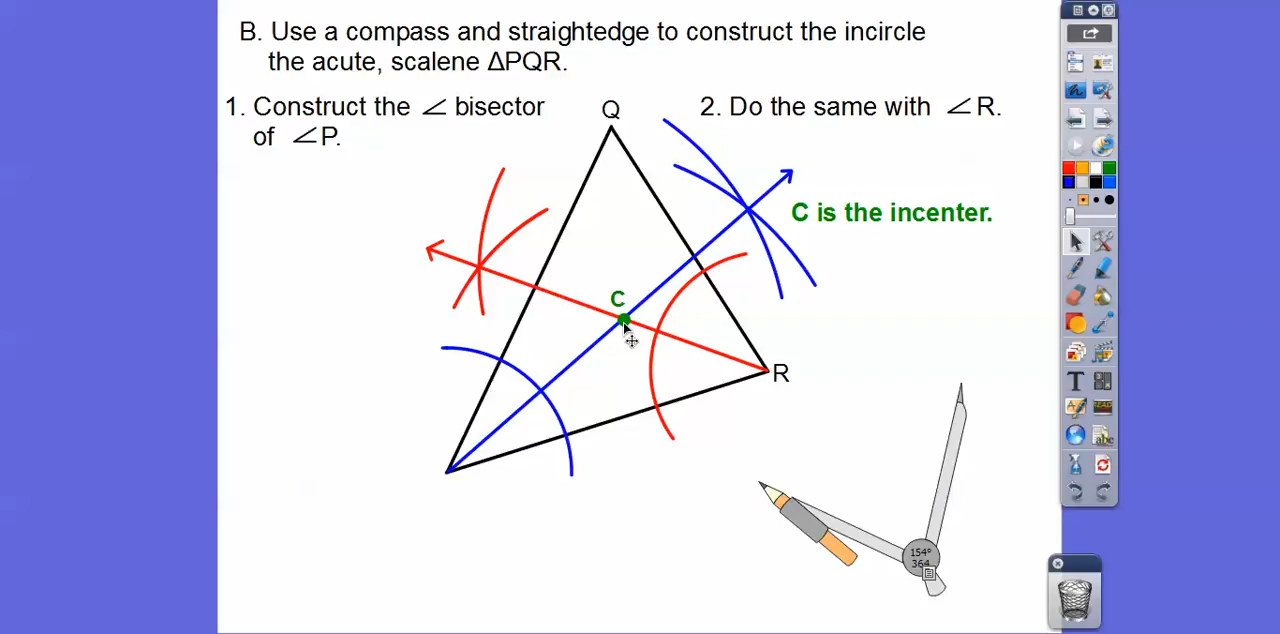 B. Use a compass and straightedge to construct the incircle
the acute, scalene ΔPQR.
1. Construct the ∠ bisector
of ∠P.
Q
2. Do the same with ∠R.
C is the incenter.
C
R
154°
364